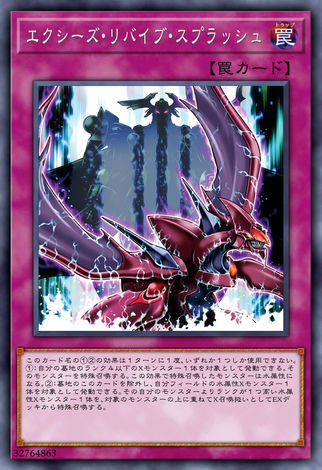 エクシーズ・リバイブ・スプラッシュ
トラップ
罠
【罠カード】
このカード名の①②の効果は1ターンに1度、いずれか1つしか使用できない。
①：自分の墓地のランク4以下のXモンスター1体を対象として発動できる。そ
のモンスターを特殊召喚する。この効果で特殊召喚したモンスターは水属性に
なる。②：墓地のこのカードを除外し、自分フィールドの水属性Xモンスター1
体を対象として発動できる。その自分のモンスターよりランクが1つ高い水属
性Xモンスター1体を、対象のモンスターの上に重ねてX召喚扱いとしてEXデ
ッキから特殊召喚する。
32764863